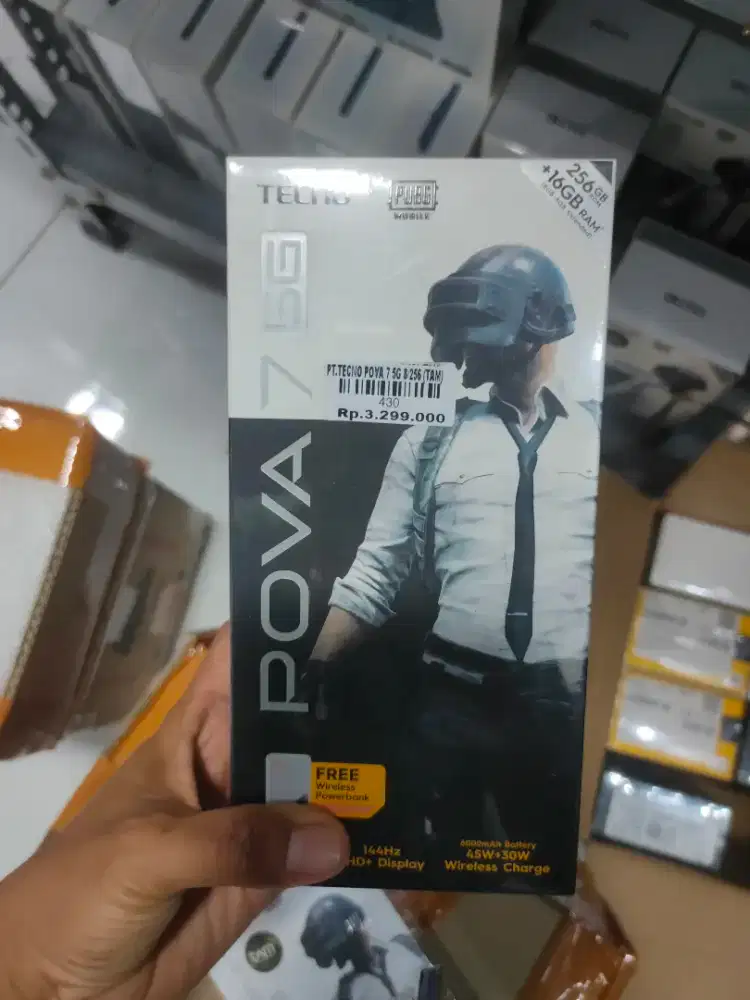 TECNO
PUBG
MOBILE
256GB
+16GB RAM*
POVA 7 5G
PT.TECNO POVA 7 5G 8/256 (TAM)
430
Rp.3.299.000
FREE
Wireless
Powerbank
144Hz
HD+ Display
6000mAh Battery
45W+30W
Wireless Charge
TAM